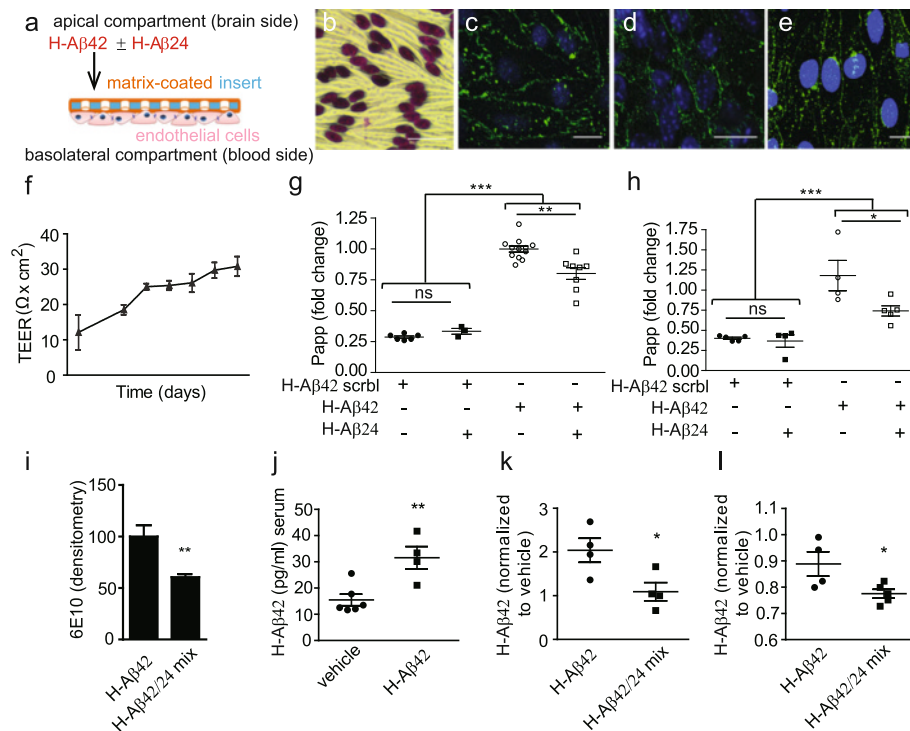 a
apical compartment (brain side)
H-Aβ42 ± H-Aβ24
matrix-coated insert
endothelial cells
basolateral compartment (blood side)
b
c
d
e
f
TEER (Ω x cm²)
40
30
20
10
0
Time (days)
g
Papp (fold change)
1.25
1.00
0.75
0.50
0.25
0.00
***
**
ns
H-Aβ42 scrbl + + - -
H-Aβ42 - - + +
H-Aβ24 - + - +
h
Papp (fold change)
1.75
1.50
1.25
1.00
0.75
0.50
0.25
0.00
***
*
ns
H-Aβ42 scrbl + + - -
H-Aβ42 - - + +
H-Aβ24 - + - +
i
6E10 (densitometry)
150
100
50
0
**
H-Aβ42
H-Aβ42/24 mix
j
H-Aβ42 (pg/ml) serum
50
40
30
20
10
0
**
vehicle
H-Aβ42
k
H-Aβ42 (normalized
to vehicle)
3
2
1
0
*
H-Aβ42
H-Aβ42/24 mix
l
H-Aβ42 (normalized
to vehicle)
1.1
1.0
0.9
0.8
0.7
0.6
*
H-Aβ42
H-Aβ42/24 mix